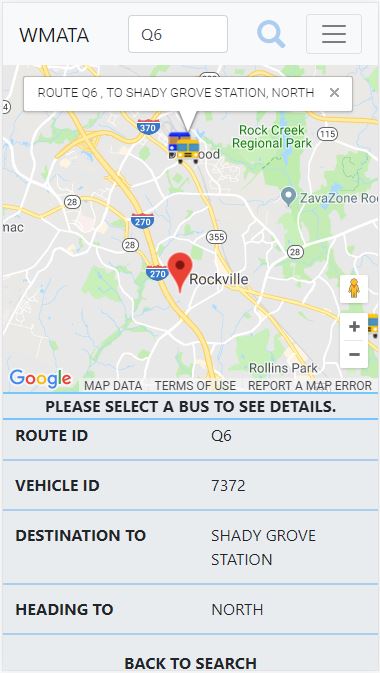 WMATA
Q6
ROUTE Q6 , TO SHADY GROVE STATION, NORTH ×
370
ood
Rock Creek
Regional Park
115
ZavaZone Roc
28
270
mac
28
355
28
270
Rockville
Rollins Park
+
−
Google
MAP DATA TERMS OF USE REPORT A MAP ERROR
PLEASE SELECT A BUS TO SEE DETAILS.
ROUTE ID Q6
VEHICLE ID 7372
DESTINATION TO SHADY GROVE
STATION
HEADING TO NORTH
BACK TO SEARCH